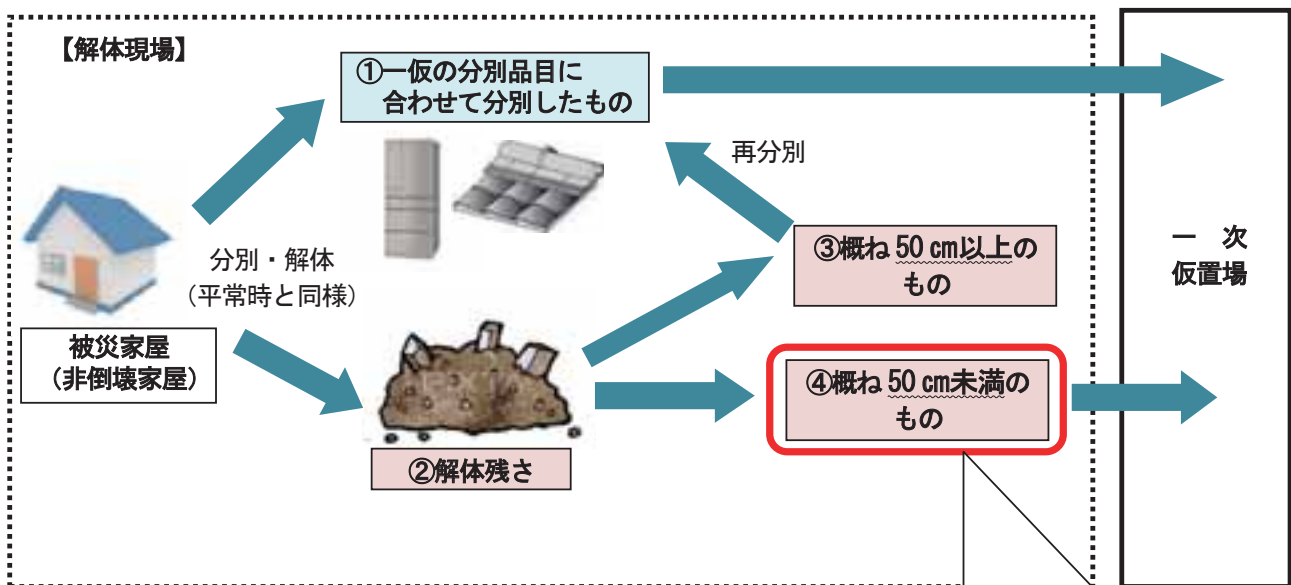 【解体現場】
①一仮の分別品目に
合わせて分別したもの
再分別
③概ね 50 cm以上の
もの
一 次
仮置場
分別・解体
(平常時と同様)
被災家屋
(非倒壊家屋)
④概ね 50 cm未満の
もの
②解体残さ